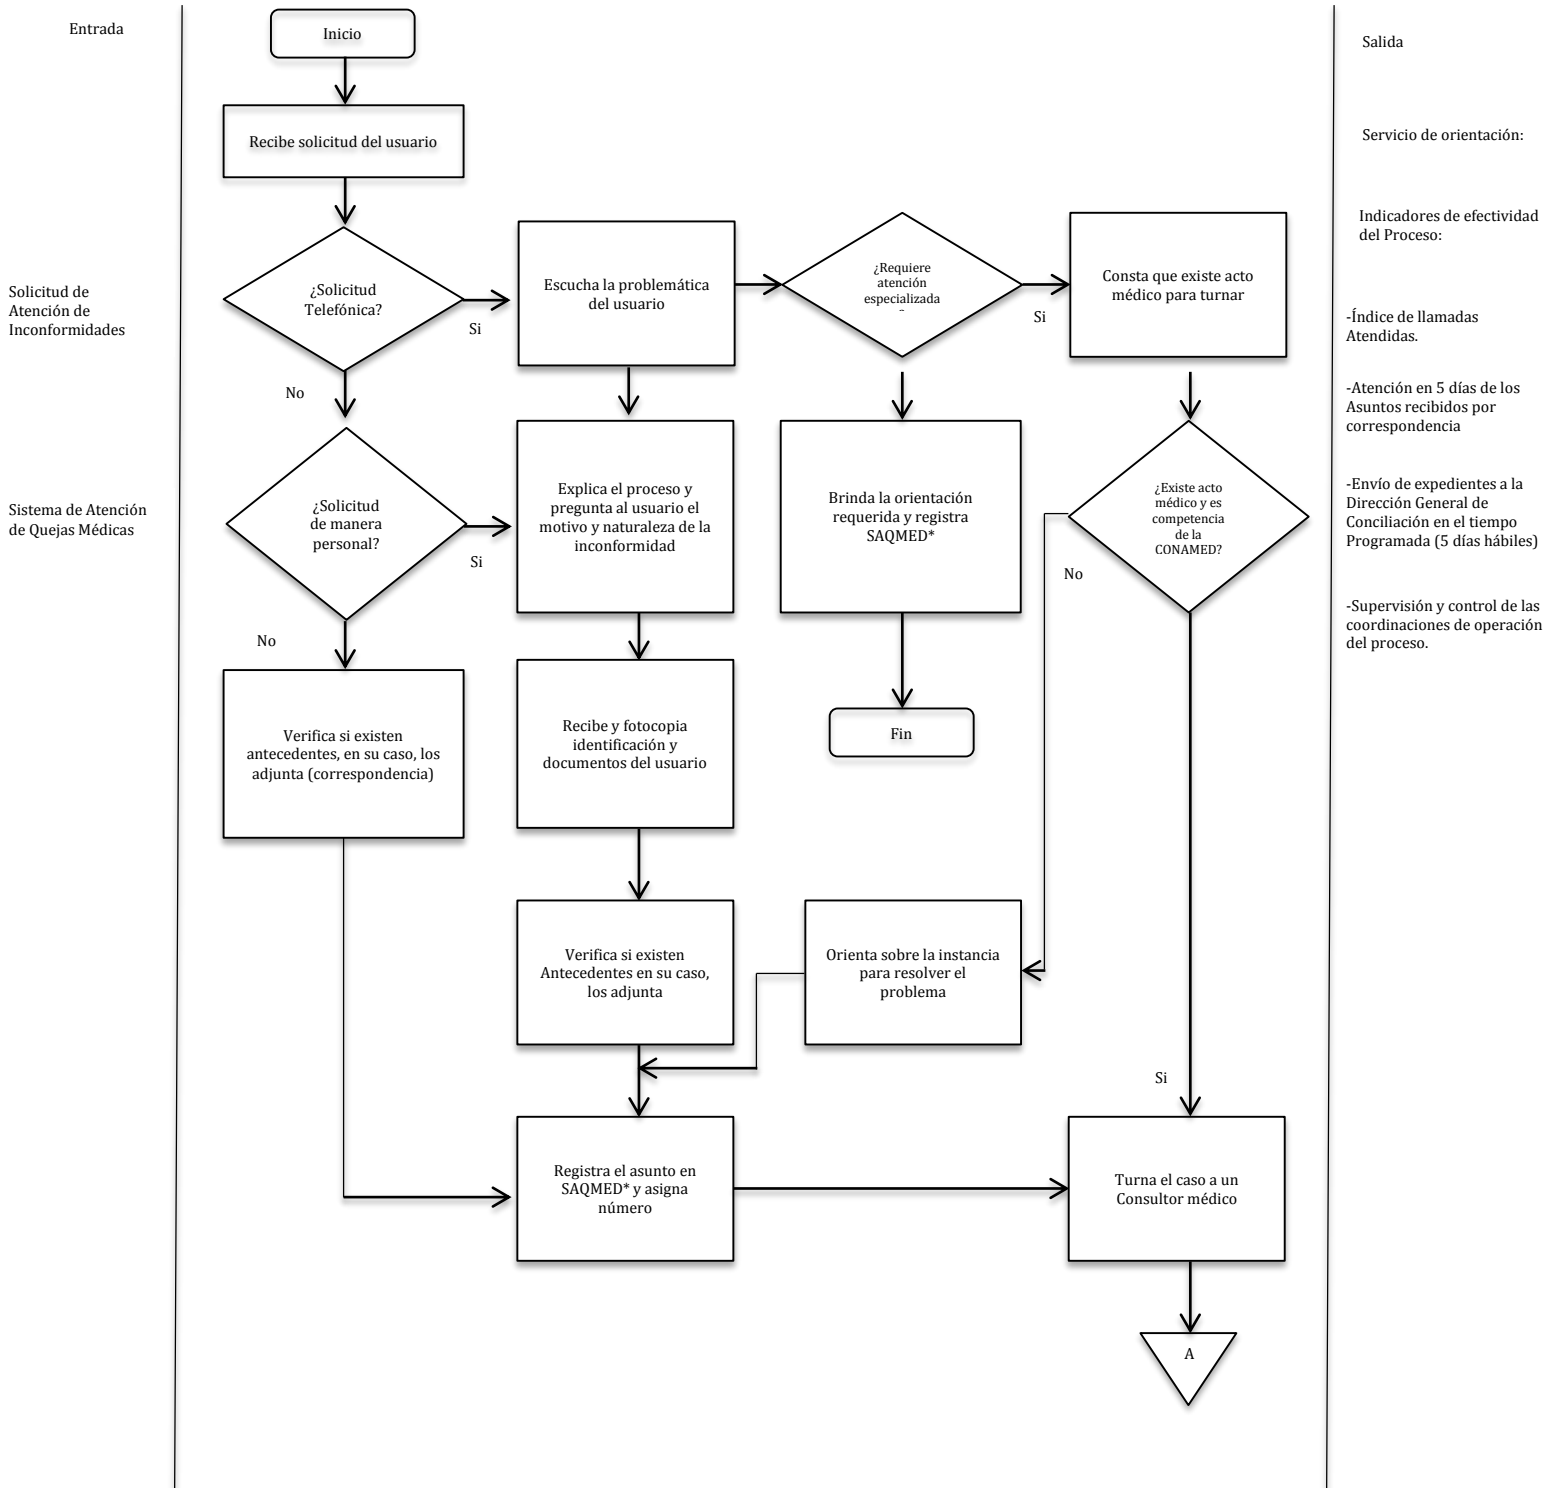 Entrada
Inicio
Salida
Recibe solicitud del usuario
Servicio de orientación:
Indicadores de efectividad
del Proceso:
Solicitud de
Atención de
Inconformidades
¿Solicitud
Telefónica?
Si
No
Escucha la problemática
del usuario
¿Requiere
atención
especializada
Si
Consta que existe acto
médico para turnar
-Índice de llamadas
Atendidas.
-Atención en 5 días de los
Asuntos recibidos por
correspondencia
Sistema de Atención
de Quejas Médicas
¿Solicitud
de manera
personal?
Si
No
Explica el proceso y
pregunta al usuario el
motivo y naturaleza de la
inconformidad
Brinda la orientación
requerida y registra
SAQMED*
¿Existe acto
médico y es
competencia
de la
CONAMED?
No
-Envío de expedientes a la
Dirección General de
Conciliación en el tiempo
Programada (5 días hábiles)
-Supervisión y control de las
coordinaciones de operación
del proceso.
Verifica si existen
antecedentes, en su caso, los
adjunta (correspondencia)
Recibe y fotocopia
identificación y
documentos del usuario
Fin
Verifica si existen
Antecedentes en su caso,
los adjunta
Orienta sobre la instancia
para resolver el
problema
Si
Registra el asunto en
SAQMED* y asigna
número
Turna el caso a un
Consultor médico
A